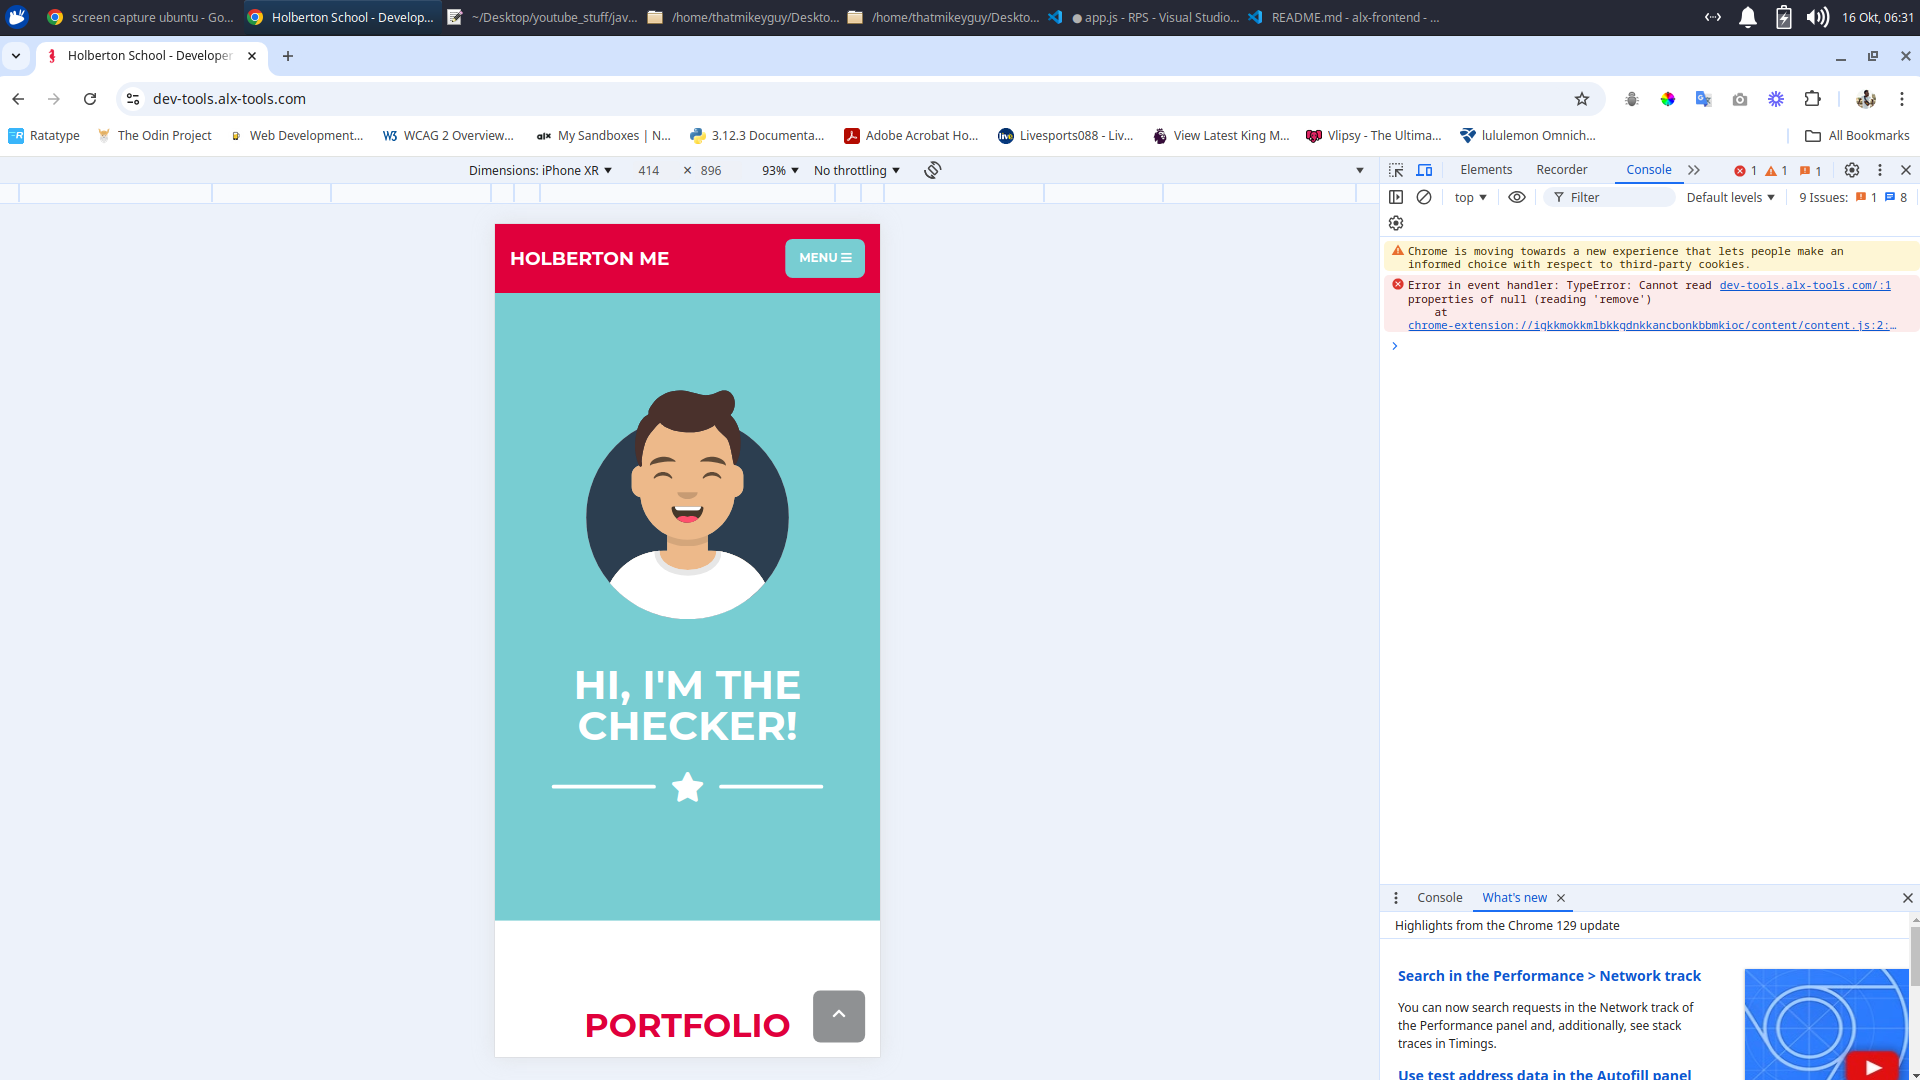 screen capture ubuntu - Go...
Holberton School - Develop...
~/Desktop/youtube_stuff/jav...
/home/thatmikeyguy/Deskto...
/home/thatmikeyguy/Deskto...
● app.js - RPS - Visual Studio...
README.md - alx-frontend - ...
16 Okt, 06:31
Holberton School - Developer
dev-tools.alx-tools.com
Ratatype
The Odin Project
Web Development...
W3 WCAG 2 Overview...
alx My Sandboxes | N...
3.12.3 Documenta...
Adobe Acrobat Ho...
live Livesports088 - Liv...
View Latest King M...
Vlipsy - The Ultima...
lululemon Omnich...
All Bookmarks
Dimensions: iPhone XR 414 × 896 93% No throttling
Elements Recorder Console 1 1 1
top Filter Default levels 9 Issues: 1 8
Chrome is moving towards a new experience that lets people make an
informed choice with respect to third-party cookies.
Error in event handler: TypeError: Cannot read dev-tools.alx-tools.com/:1
properties of null (reading 'remove')
at
chrome-extension://igkkmokkmlbkkgdnkkancbonkbbmkioc/content/content.js:2:...
HOLBERTON ME
MENU
HI, I'M THE
CHECKER!
PORTFOLIO
Console What's new
Highlights from the Chrome 129 update
Search in the Performance > Network track
You can now search requests in the Network track of
the Performance panel and, additionally, see stack
traces in Timings.
Use test address data in the Autofill panel